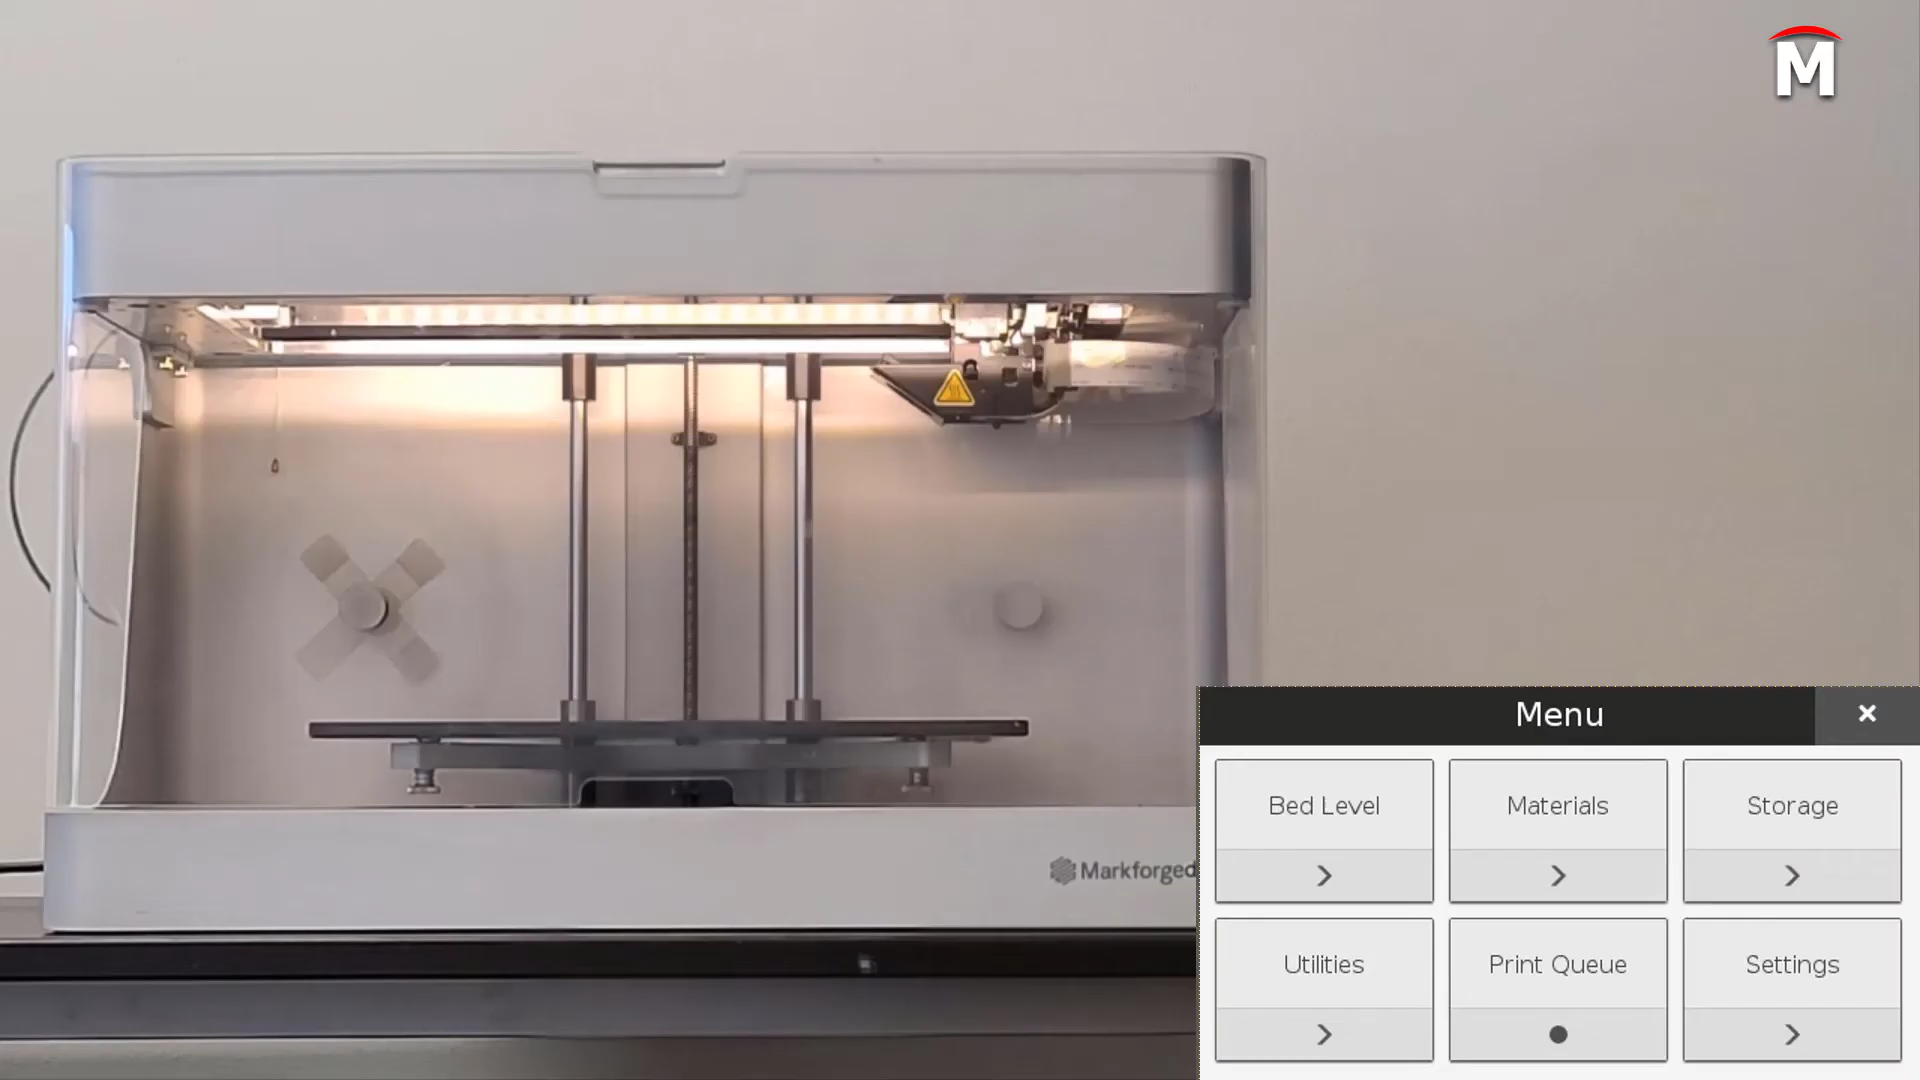 M
Markforged
Menu
Bed Level
Materials
Storage
Utilities
Print Queue
Settings